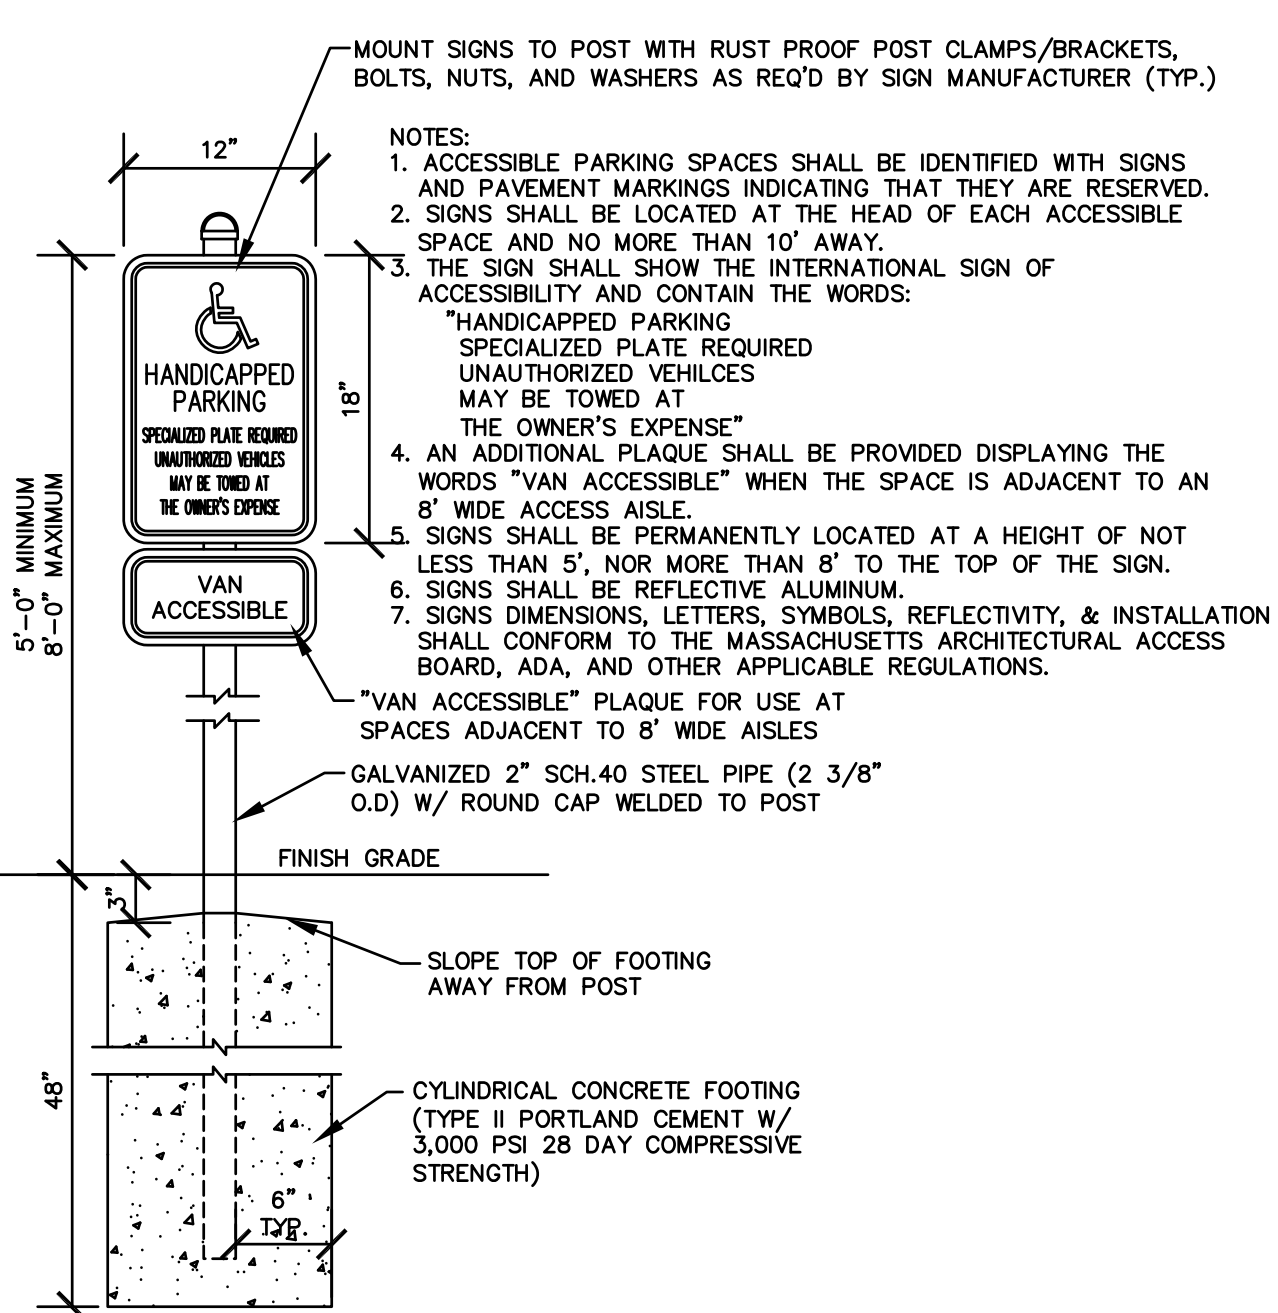 MOUNT SIGNS TO POST WITH RUST PROOF POST CLAMPS/BRACKETS,
BOLTS, NUTS, AND WASHERS AS REQ'D BY SIGN MANUFACTURER (TYP.)
12"
NOTES:
1. ACCESSIBLE PARKING SPACES SHALL BE IDENTIFIED WITH SIGNS
AND PAVEMENT MARKINGS INDICATING THAT THEY ARE RESERVED.
2. SIGNS SHALL BE LOCATED AT THE HEAD OF EACH ACCESSIBLE
SPACE AND NO MORE THAN 10' AWAY.
3. THE SIGN SHALL SHOW THE INTERNATIONAL SIGN OF
ACCESSIBILITY AND CONTAIN THE WORDS:
"HANDICAPPED PARKING
SPECIALIZED PLATE REQUIRED
UNAUTHORIZED VEHILCES
MAY BE TOWED AT
THE OWNER'S EXPENSE"
4. AN ADDITIONAL PLAQUE SHALL BE PROVIDED DISPLAYING THE
WORDS "VAN ACCESSIBLE" WHEN THE SPACE IS ADJACENT TO AN
8' WIDE ACCESS AISLE.
5. SIGNS SHALL BE PERMANENTLY LOCATED AT A HEIGHT OF NOT
LESS THAN 5', NOR MORE THAN 8' TO THE TOP OF THE SIGN.
6. SIGNS SHALL BE REFLECTIVE ALUMINUM.
7. SIGNS DIMENSIONS, LETTERS, SYMBOLS, REFLECTIVITY, & INSTALLATION
SHALL CONFORM TO THE MASSACHUSETTS ARCHITECTURAL ACCESS
BOARD, ADA, AND OTHER APPLICABLE REGULATIONS.
HANDICAPPED
PARKING
SPECIALIZED PLATE REQUIRED
UNAUTHORIZED VEHICLES
MAY BE TOWED AT
THE OWNER'S EXPENSE
18"
5'-0" MINIMUM
8'-0" MAXIMUM
VAN
ACCESSIBLE
"VAN ACCESSIBLE" PLAQUE FOR USE AT
SPACES ADJACENT TO 8' WIDE AISLES
GALVANIZED 2" SCH.40 STEEL PIPE (2 3/8"
O.D) W/ ROUND CAP WELDED TO POST
FINISH GRADE
3"
SLOPE TOP OF FOOTING
AWAY FROM POST
48"
CYLINDRICAL CONCRETE FOOTING
(TYPE II PORTLAND CEMENT W/
3,000 PSI 28 DAY COMPRESSIVE
STRENGTH)
6"
TYP.